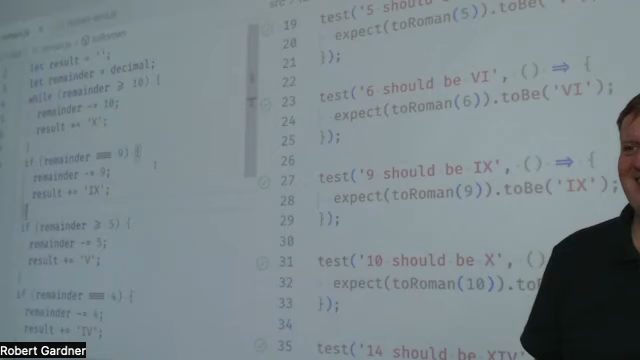 let result = '';
let remainder = decimal;
while (remainder >= 10) {
remainder -= 10;
result += 'X';
}
if (remainder === 9) {
remainder -= 9;
result += 'IX';
}
if (remainder >= 5) {
remainder -= 5;
result += 'V';
}
if (remainder === 4) {
remainder -= 4;
result += 'IV';
19 test('5 should
20 expect(toRoman(5)).toBe('
21 });
22
23 test('6 should be VI', () => {
24 expect(toRoman(6)).toBe('VI');
25 });
26
27 test('9 should be IX', () => {
28 expect(toRoman(9)).toBe('IX');
29 });
30
31 test('10 should be X', ()
32 expect(toRoman(10)).
33 });
34
35 test('14 should be XIV'
Robert Gardner